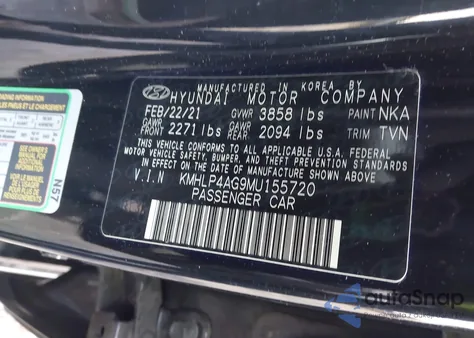 MANUFACTURED IN KOREA BY
HYUNDAI MOTOR COMPANY
FEB/22/21 GVWR 3858 lbs PAINT NKA
GAWR FRONT 2271 lbs GAWR REAR 2094 lbs TRIM TVN
THIS VEHICLE CONFORMS TO ALL APPLICABLE U.S.A. FEDERAL
MOTOR VEHICLE SAFETY, BUMPER, AND THEFT PREVENTION
STANDARDS IN EFFECT ON THE DATE OF MANUFACTURE SHOWN ABOVE
V.I.N KMHLP4AG9MU155720
PASSENGER CAR
N57
autoSnap